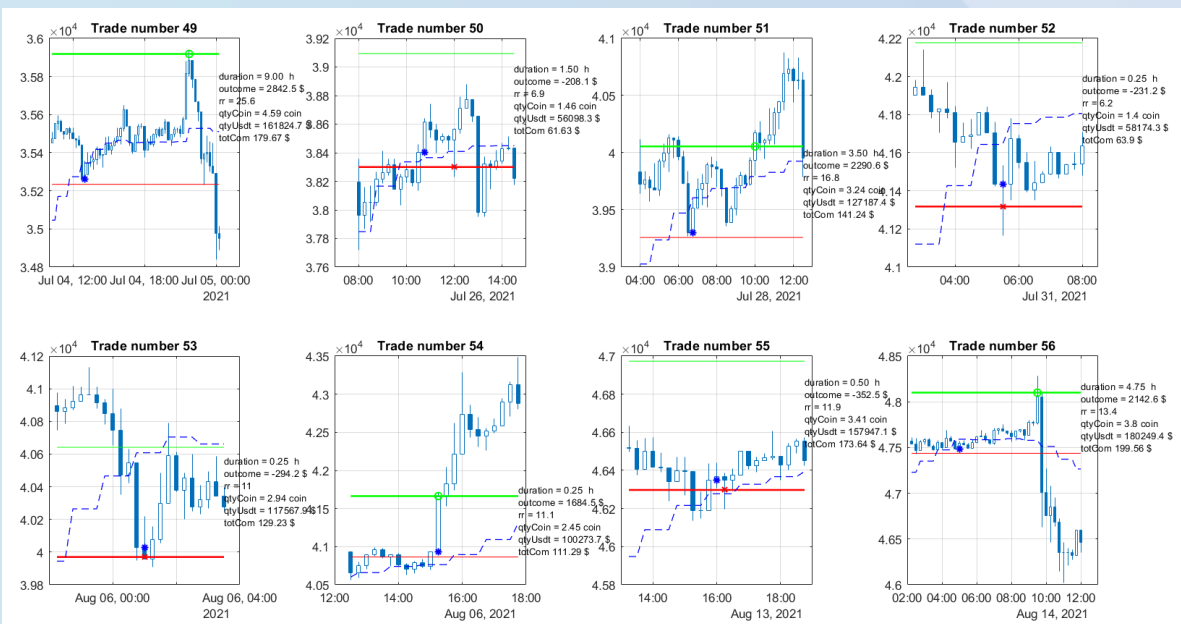 Trade number 49
×10⁴
3.6
3.58
3.56
3.54
3.52
3.5
3.48
duration = 9.00 h
outcome = 2842.5 $
rr = 25.6
qtyCoin = 4.59 coin
qtyUsdt = 161824.7 $
totCom 179.67 $
Jul 04, 12:00 Jul 04, 18:00 Jul 05, 00:00
2021
Trade number 50
×10⁴
3.92
3.9
3.88
3.86
3.84
3.82
3.8
3.78
3.76
duration = 1.50 h
outcome = -208.1 $
rr = 6.9
qtyCoin = 1.46 coin
qtyUsdt = 56098.3 $
totCom 61.63 $
08:00 10:00 12:00 14:00
Jul 26, 2021
Trade number 51
×10⁴
4.1
4.05
4
3.95
3.9
duration = 3.50 h
outcome = 2290.6 $
rr = 16.8
qtyCoin = 3.24 coin
qtyUsdt = 127187.4 $
totCom 141.24 $
04:00 06:00 08:00 10:00 12:00
Jul 28, 2021
Trade number 52
×10⁴
4.22
4.2
4.18
4.16
4.14
4.12
4.1
duration = 0.25 h
outcome = -231.2 $
rr = 6.2
qtyCoin = 1.4 coin
qtyUsdt = 58174.3 $
totCom 63.9 $
04:00 06:00 08:00
Jul 31, 2021
Trade number 53
×10⁴
4.12
4.1
4.08
4.06
4.04
4.02
4
3.98
duration = 0.25 h
outcome = -294.2 $
rr = 11
qtyCoin = 2.94 coin
qtyUsdt = 117567.9 $
totCom 129.23 $
Aug 06, 00:00 Aug 06, 04:00
2021
Trade number 54
×10⁴
4.35
4.3
4.25
4.2
4.15
4.1
4.05
duration = 0.25 h
outcome = 1684.5 $
rr = 11.1
qtyCoin = 2.45 coin
qtyUsdt = 100273.7 $
totCom 111.29 $
12:00 14:00 16:00 18:00
Aug 06, 2021
Trade number 55
×10⁴
4.7
4.68
4.66
4.64
4.62
4.6
4.58
duration = 0.50 h
outcome = -352.5 $
rr = 11.9
qtyCoin = 3.41 coin
qtyUsdt = 157947.1 $
totCom 173.64 $
14:00 16:00 18:00
Aug 13, 2021
Trade number 56
×10⁴
4.85
4.8
4.75
4.7
4.65
4.6
duration = 4.75 h
outcome = 2142.6 $
rr = 13.4
qtyCoin = 3.8 coin
qtyUsdt = 180249.4 $
totCom 199.56 $
02:00 04:00 06:00 08:00 10:00 12:00
Aug 14, 2021